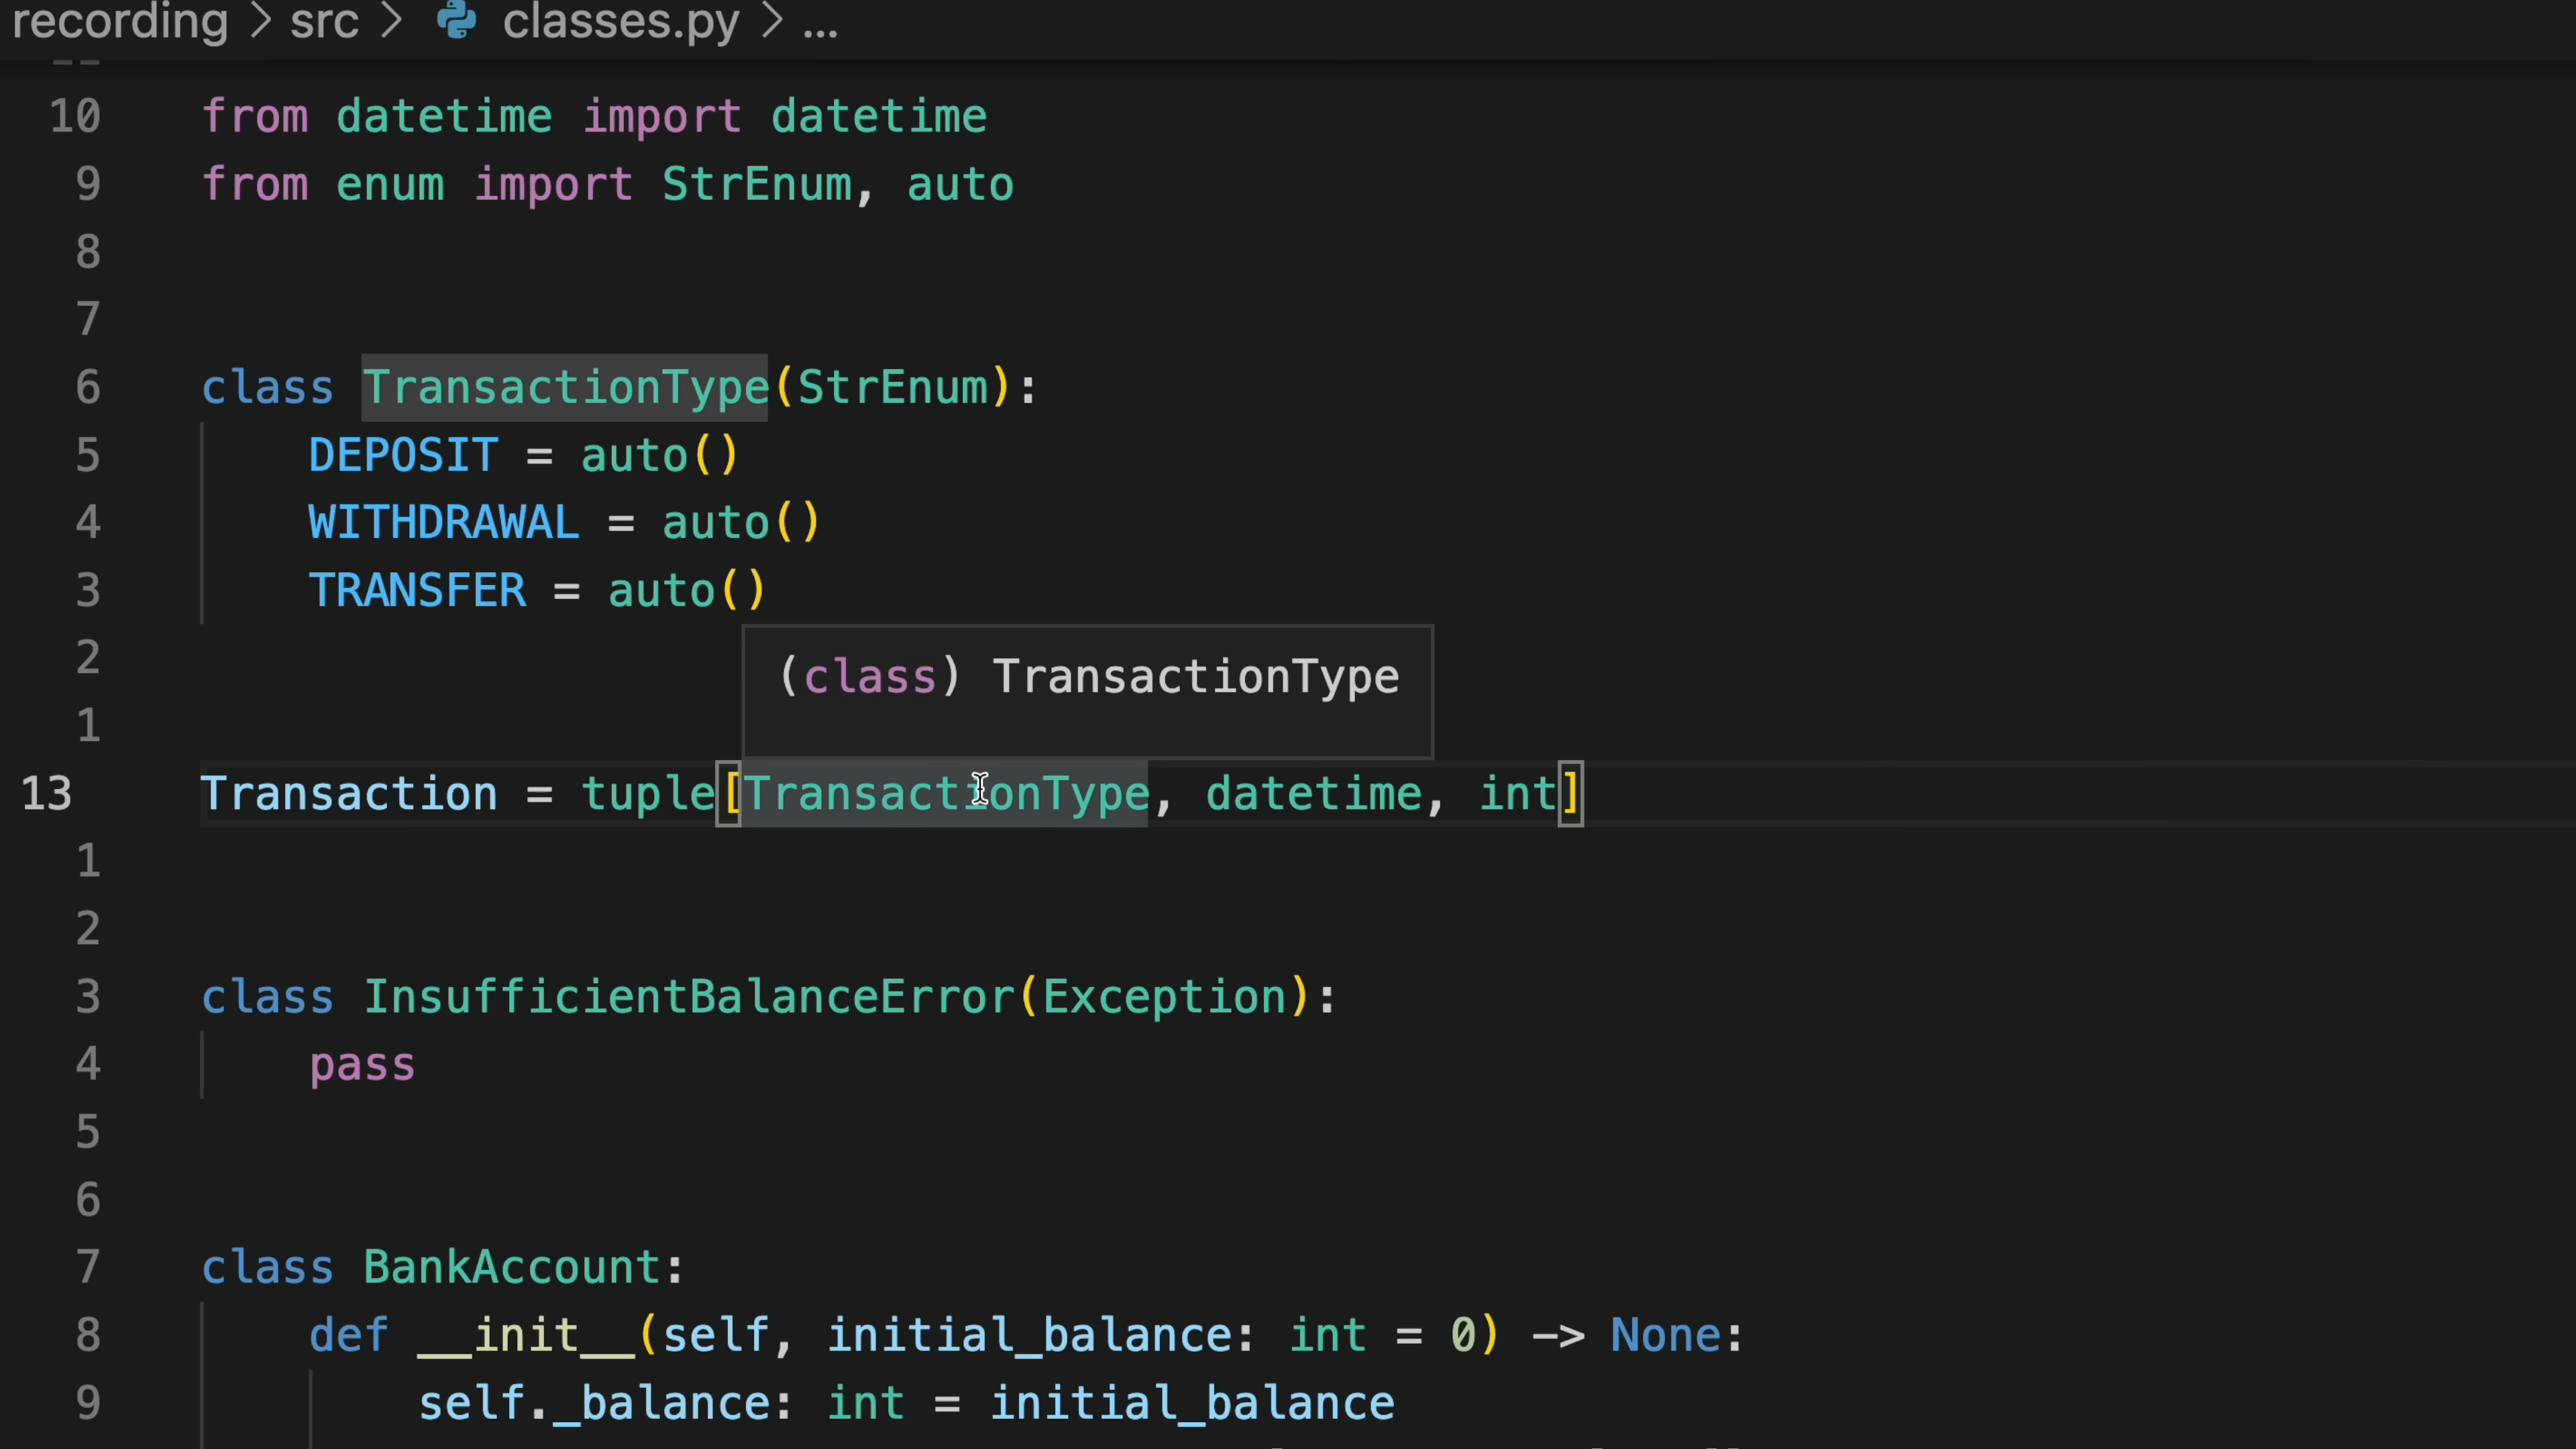 recording > src > classes.py > ...
10 from datetime import datetime
9 from enum import StrEnum, auto
8
7
6 class TransactionType(StrEnum):
5 DEPOSIT = auto()
4 WITHDRAWAL = auto()
3 TRANSFER = auto()
2
(class) TransactionType
1
13 Transaction = tuple[TransactionType, datetime, int]
1
2
3 class InsufficientBalanceError(Exception):
4 pass
5
6
7 class BankAccount:
8 def __init__(self, initial_balance: int = 0) -> None:
9 self._balance: int = initial_balance